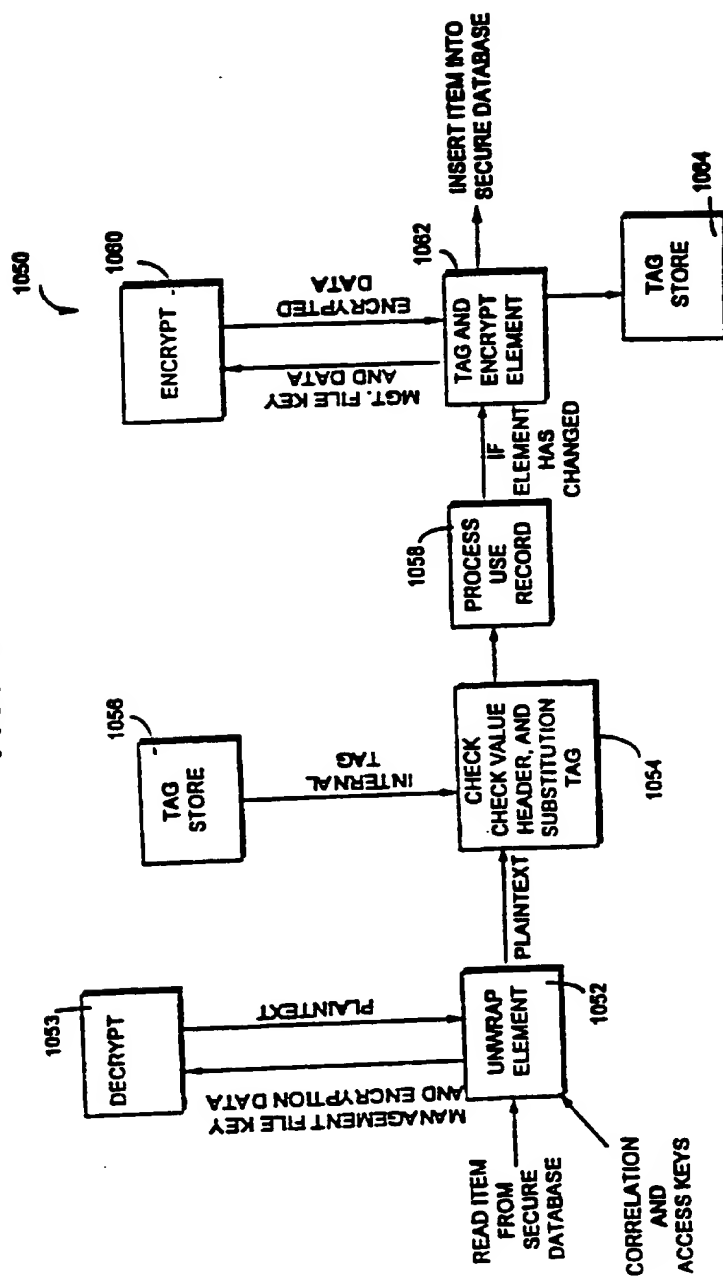 1050
1053
DECRYPT
MANAGEMENT FILE KEY
AND ENCRYPTION DATA
PLAINTEXT
READ ITEM
FROM
SECURE
DATABASE
UNWRAP
ELEMENT
1052
CORRELATION
AND
ACCESS KEYS
PLAINTEXT
1056
TAG
STORE
INTERNAL
TAG
CHECK
CHECK VALUE
HEADER, AND
SUBSTITUTION
TAG
1054
1058
PROCESS
USE
RECORD
IF
ELEMENT
HAS
CHANGED
1060
ENCRYPT
MGT. FILE KEY
AND DATA
ENCRYPTED
DATA
1062
TAG AND
ENCRYPT
ELEMENT
INSERT ITEM INTO
SECURE DATABASE
TAG
STORE
1064